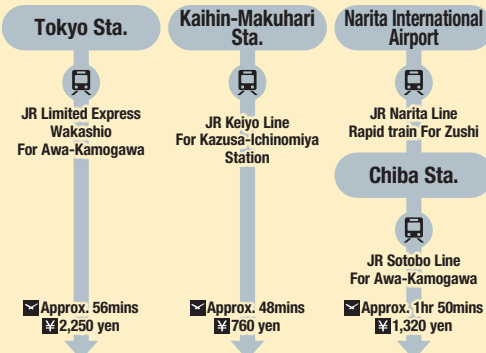 Tokyo Sta.
JR Limited Express
Wakashio
For Awa-Kamogawa
Approx. 56mins
¥2,250 yen
Kaihin-Makuhari
Sta.
JR Keiyo Line
For Kazusa-Ichinomiya
Station
Approx. 48mins
¥760 yen
Narita International
Airport
JR Narita Line
Rapid train For Zushi
Chiba Sta.
JR Sotobo Line
For Awa-Kamogawa
Approx. 1hr 50mins
¥1,320 yen